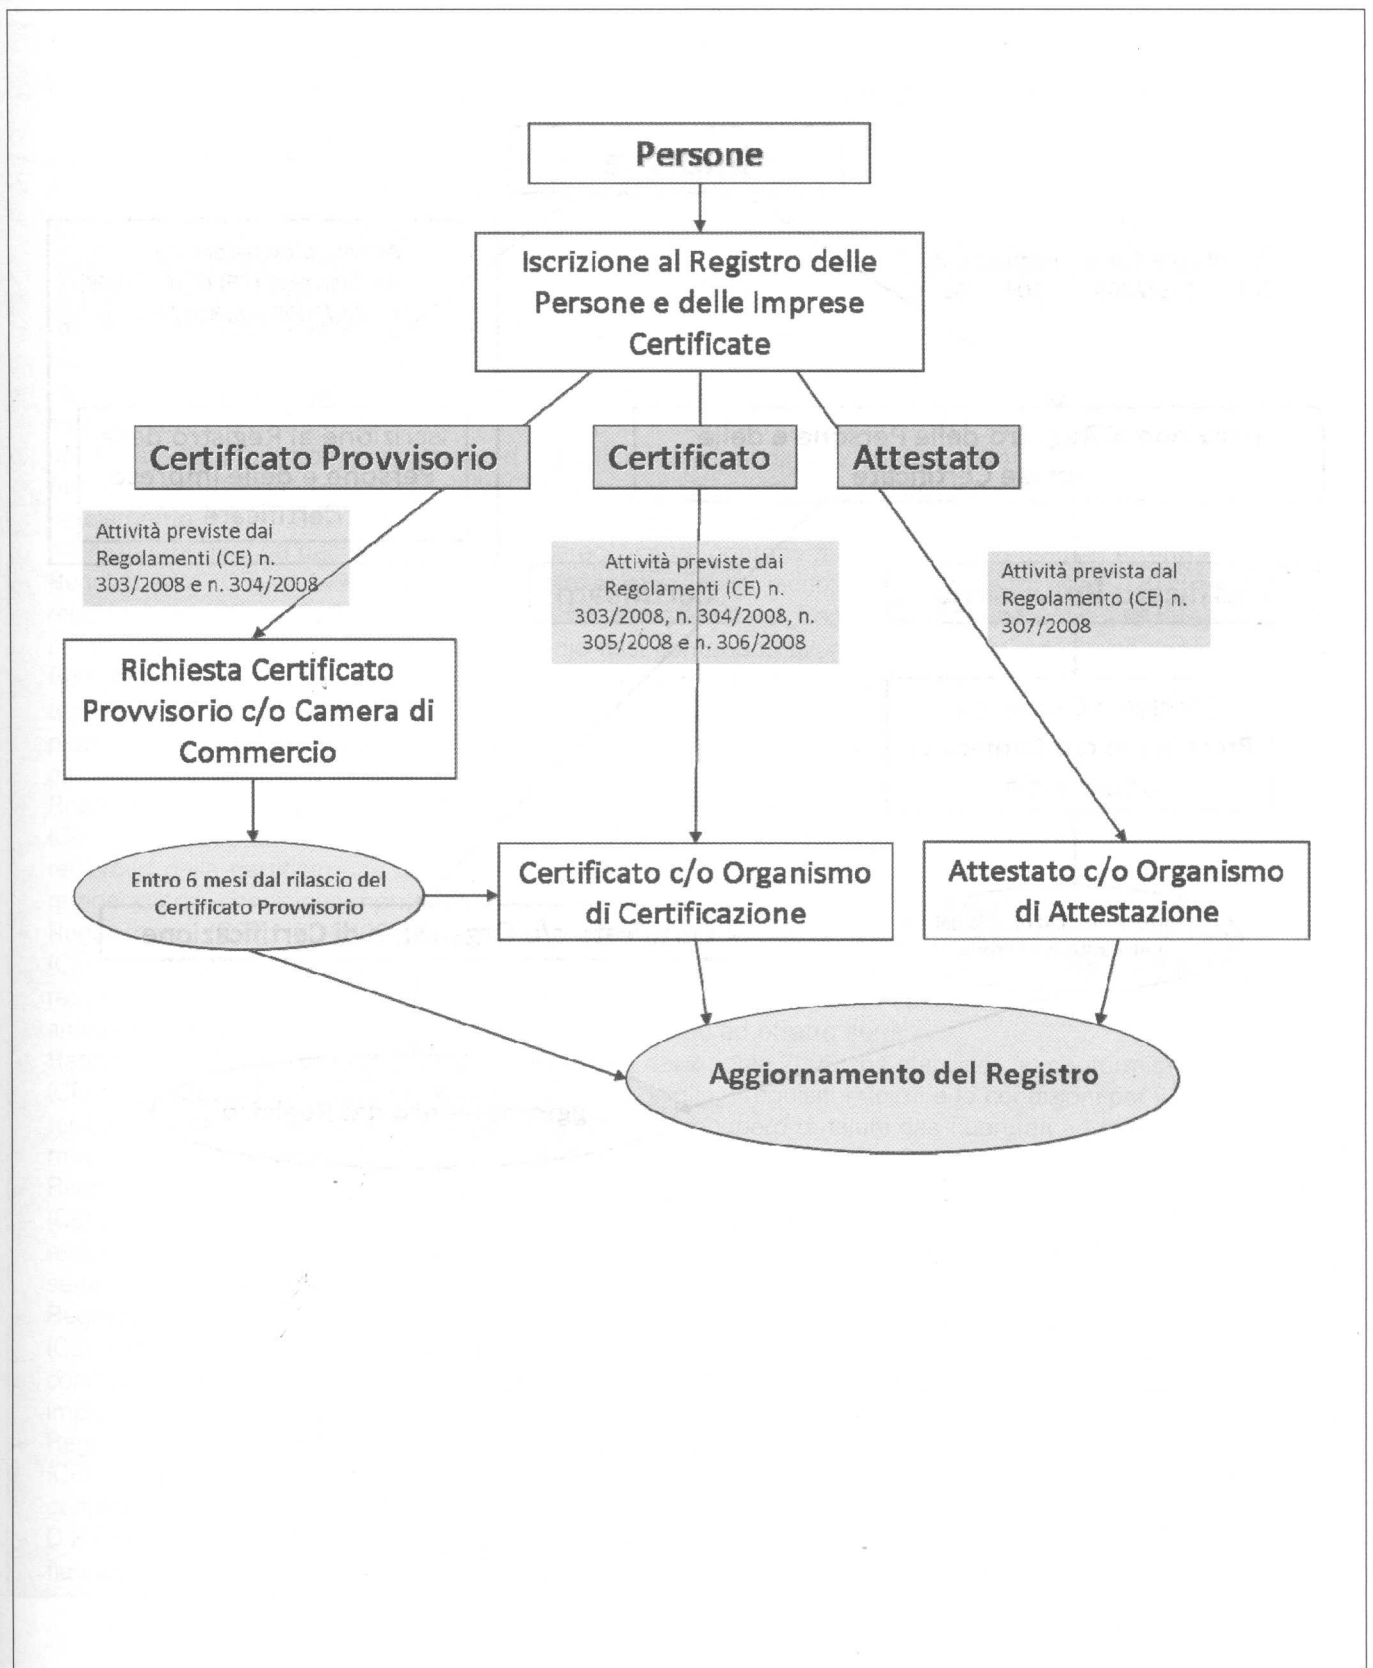 Persone
Iscrizione al Registro delle
Persone e delle Imprese
Certificate
Certificato Provvisorio
Certificato
Attestato
Attività previste dai
Regolamenti (CE) n.
303/2008 e n. 304/2008
Attività previste dai
Regolamenti (CE) n.
303/2008, n. 304/2008, n.
305/2008 e n. 306/2008
Attività prevista dal
Regolamento (CE) n.
307/2008
Richiesta Certificato
Provvisorio c/o Camera di
Commercio
Entro 6 mesi dal rilascio del
Certificato Provvisorio
Certificato c/o Organismo
di Certificazione
Attestato c/o Organismo
di Attestazione
Aggiornamento del Registro